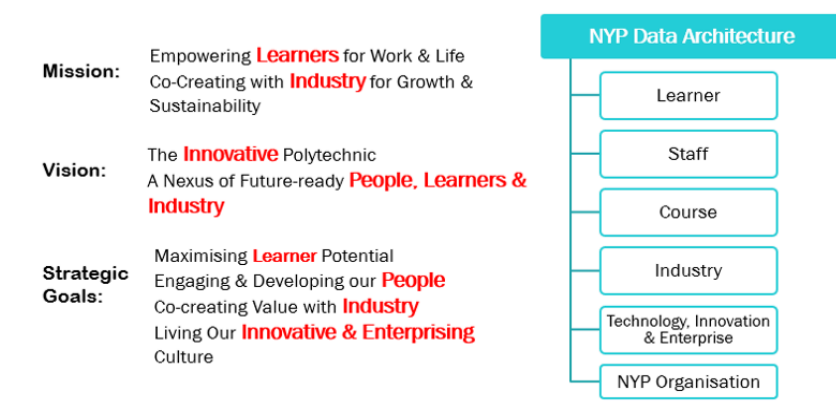 Mission:
Empowering Learners for Work & Life
Co-Creating with Industry for Growth &
Sustainability
Vision:
The Innovative Polytechnic
A Nexus of Future-ready People, Learners &
Industry
Strategic
Goals:
Maximising Learner Potential
Engaging & Developing our People
Co-creating Value with Industry
Living Our Innovative & Enterprising
Culture
NYP Data Architecture
Learner
Staff
Course
Industry
Technology, Innovation
& Enterprise
NYP Organisation